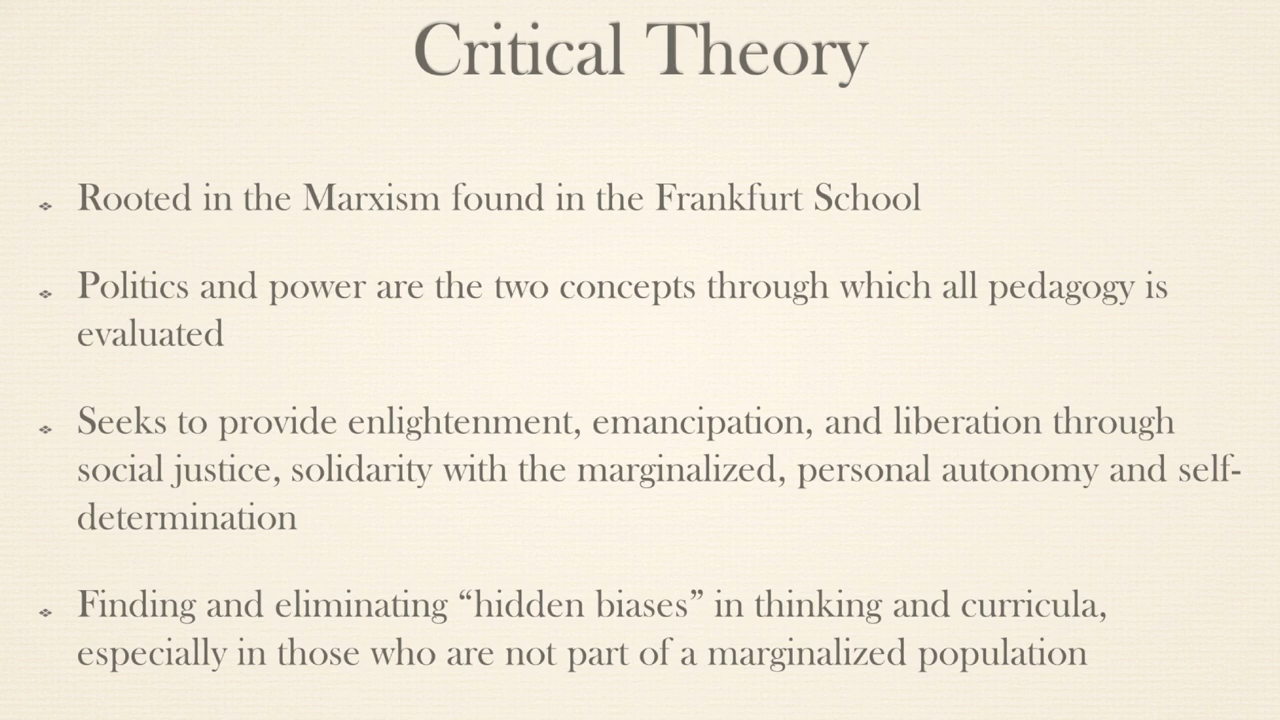 Critical Theory
Rooted in the Marxism found in the Frankfurt School
Politics and power are the two concepts through which all pedagogy is
evaluated
Seeks to provide enlightenment, emancipation, and liberation through
social justice, solidarity with the marginalized, personal autonomy and self-
determination
Finding and eliminating “hidden biases” in thinking and curricula,
especially in those who are not part of a marginalized population